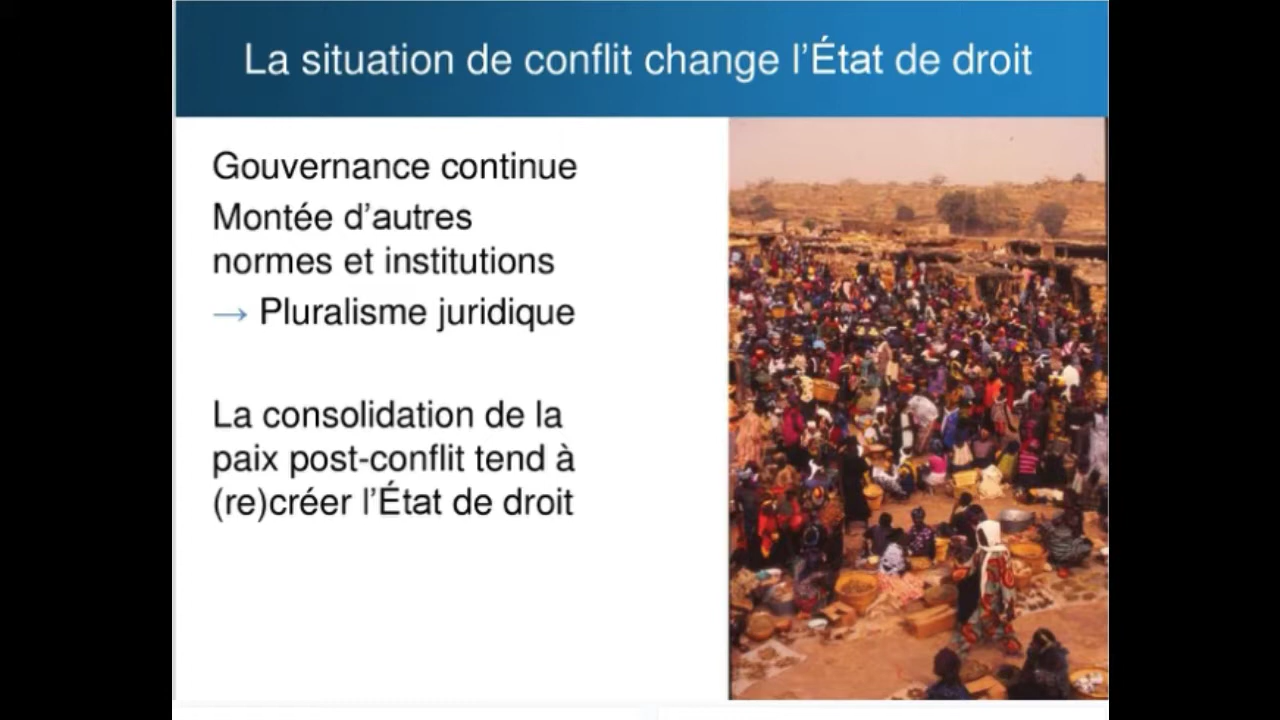 La situation de conflit change l’État de droit
Gouvernance continue
Montée d’autres
normes et institutions
→ Pluralisme juridique
La consolidation de la
paix post-conflit tend à
(re)créer l’État de droit